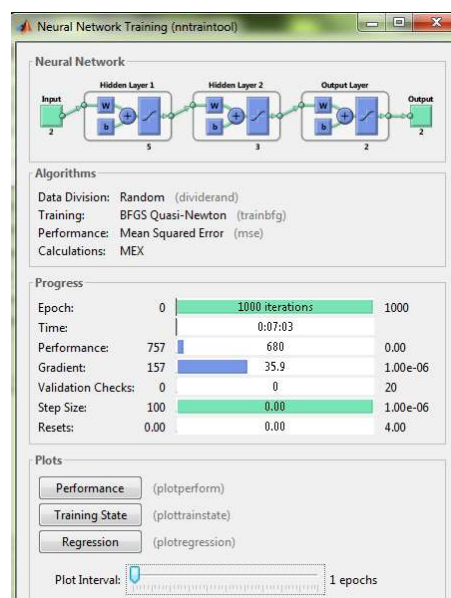 Neural Network Training (nntraintool)
Neural Network
Hidden Layer 1 Hidden Layer 2 Output Layer
Input W b W b W b Output
2 5 3 2 2
Algorithms
Data Division: Random (dividerand)
Training: BFGS Quasi-Newton (trainbfg)
Performance: Mean Squared Error (mse)
Calculations: MEX
Progress
Epoch: 0 1000 iterations 1000
Time: 0:07:03
Performance: 757 680 0.00
Gradient: 157 35.9 1.00e-06
Validation Checks: 0 0 20
Step Size: 100 0.00 1.00e-06
Resets: 0.00 0.00 4.00
Plots
Performance (plotperform)
Training State (plottrainstate)
Regression (plotregression)
Plot Interval: 1 epochs